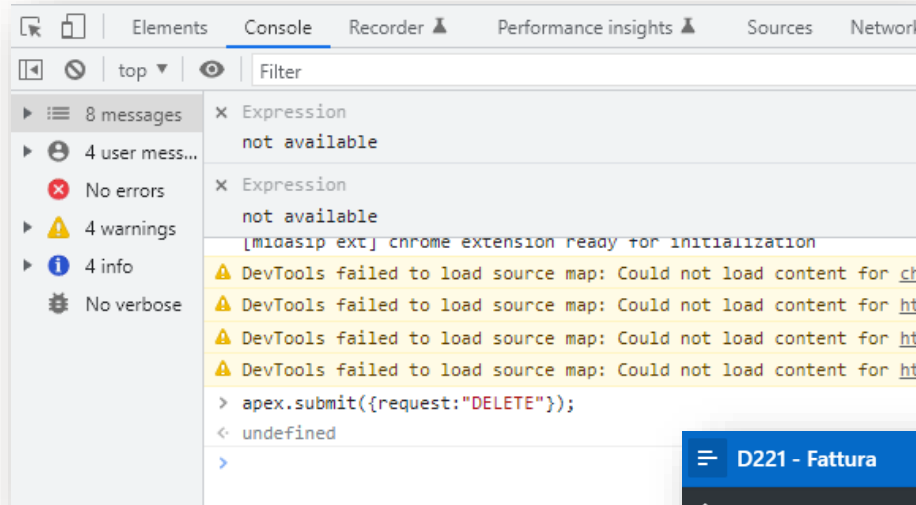 Elements Console Recorder Performance insights Sources Network
top Filter
8 messages
4 user mess...
No errors
4 warnings
4 info
No verbose
Expression
not available
Expression
not available
[midasip ext] chrome extension ready for initialization
DevTools failed to load source map: Could not load content for ch
DevTools failed to load source map: Could not load content for ht
DevTools failed to load source map: Could not load content for ht
DevTools failed to load source map: Could not load content for ht
> apex.submit({request:"DELETE"});
undefined
>
D221 - Fattura